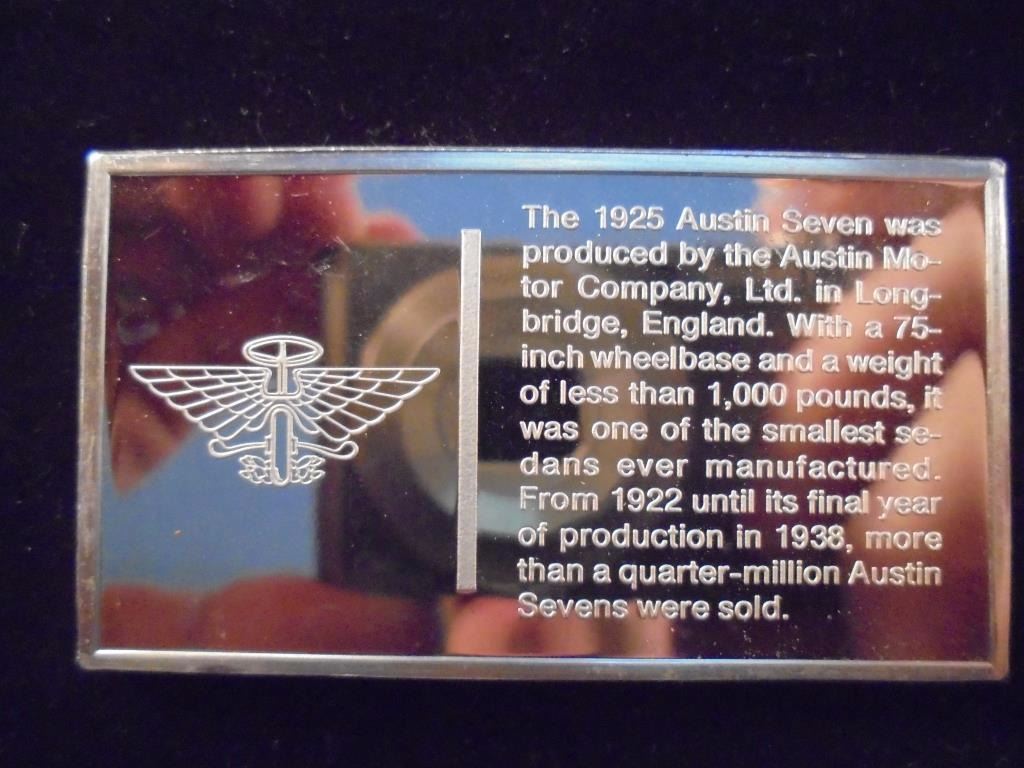 The 1925 Austin Seven was
produced by the Austin Mo-
tor Company, Ltd. in Long-
bridge, England. With a 75-
inch wheelbase and a weight
of less than 1,000 pounds, it
was one of the smallest se-
dans ever manufactured.
From 1922 until its final year
of production in 1938, more
than a quarter-million Austin
Sevens were sold.